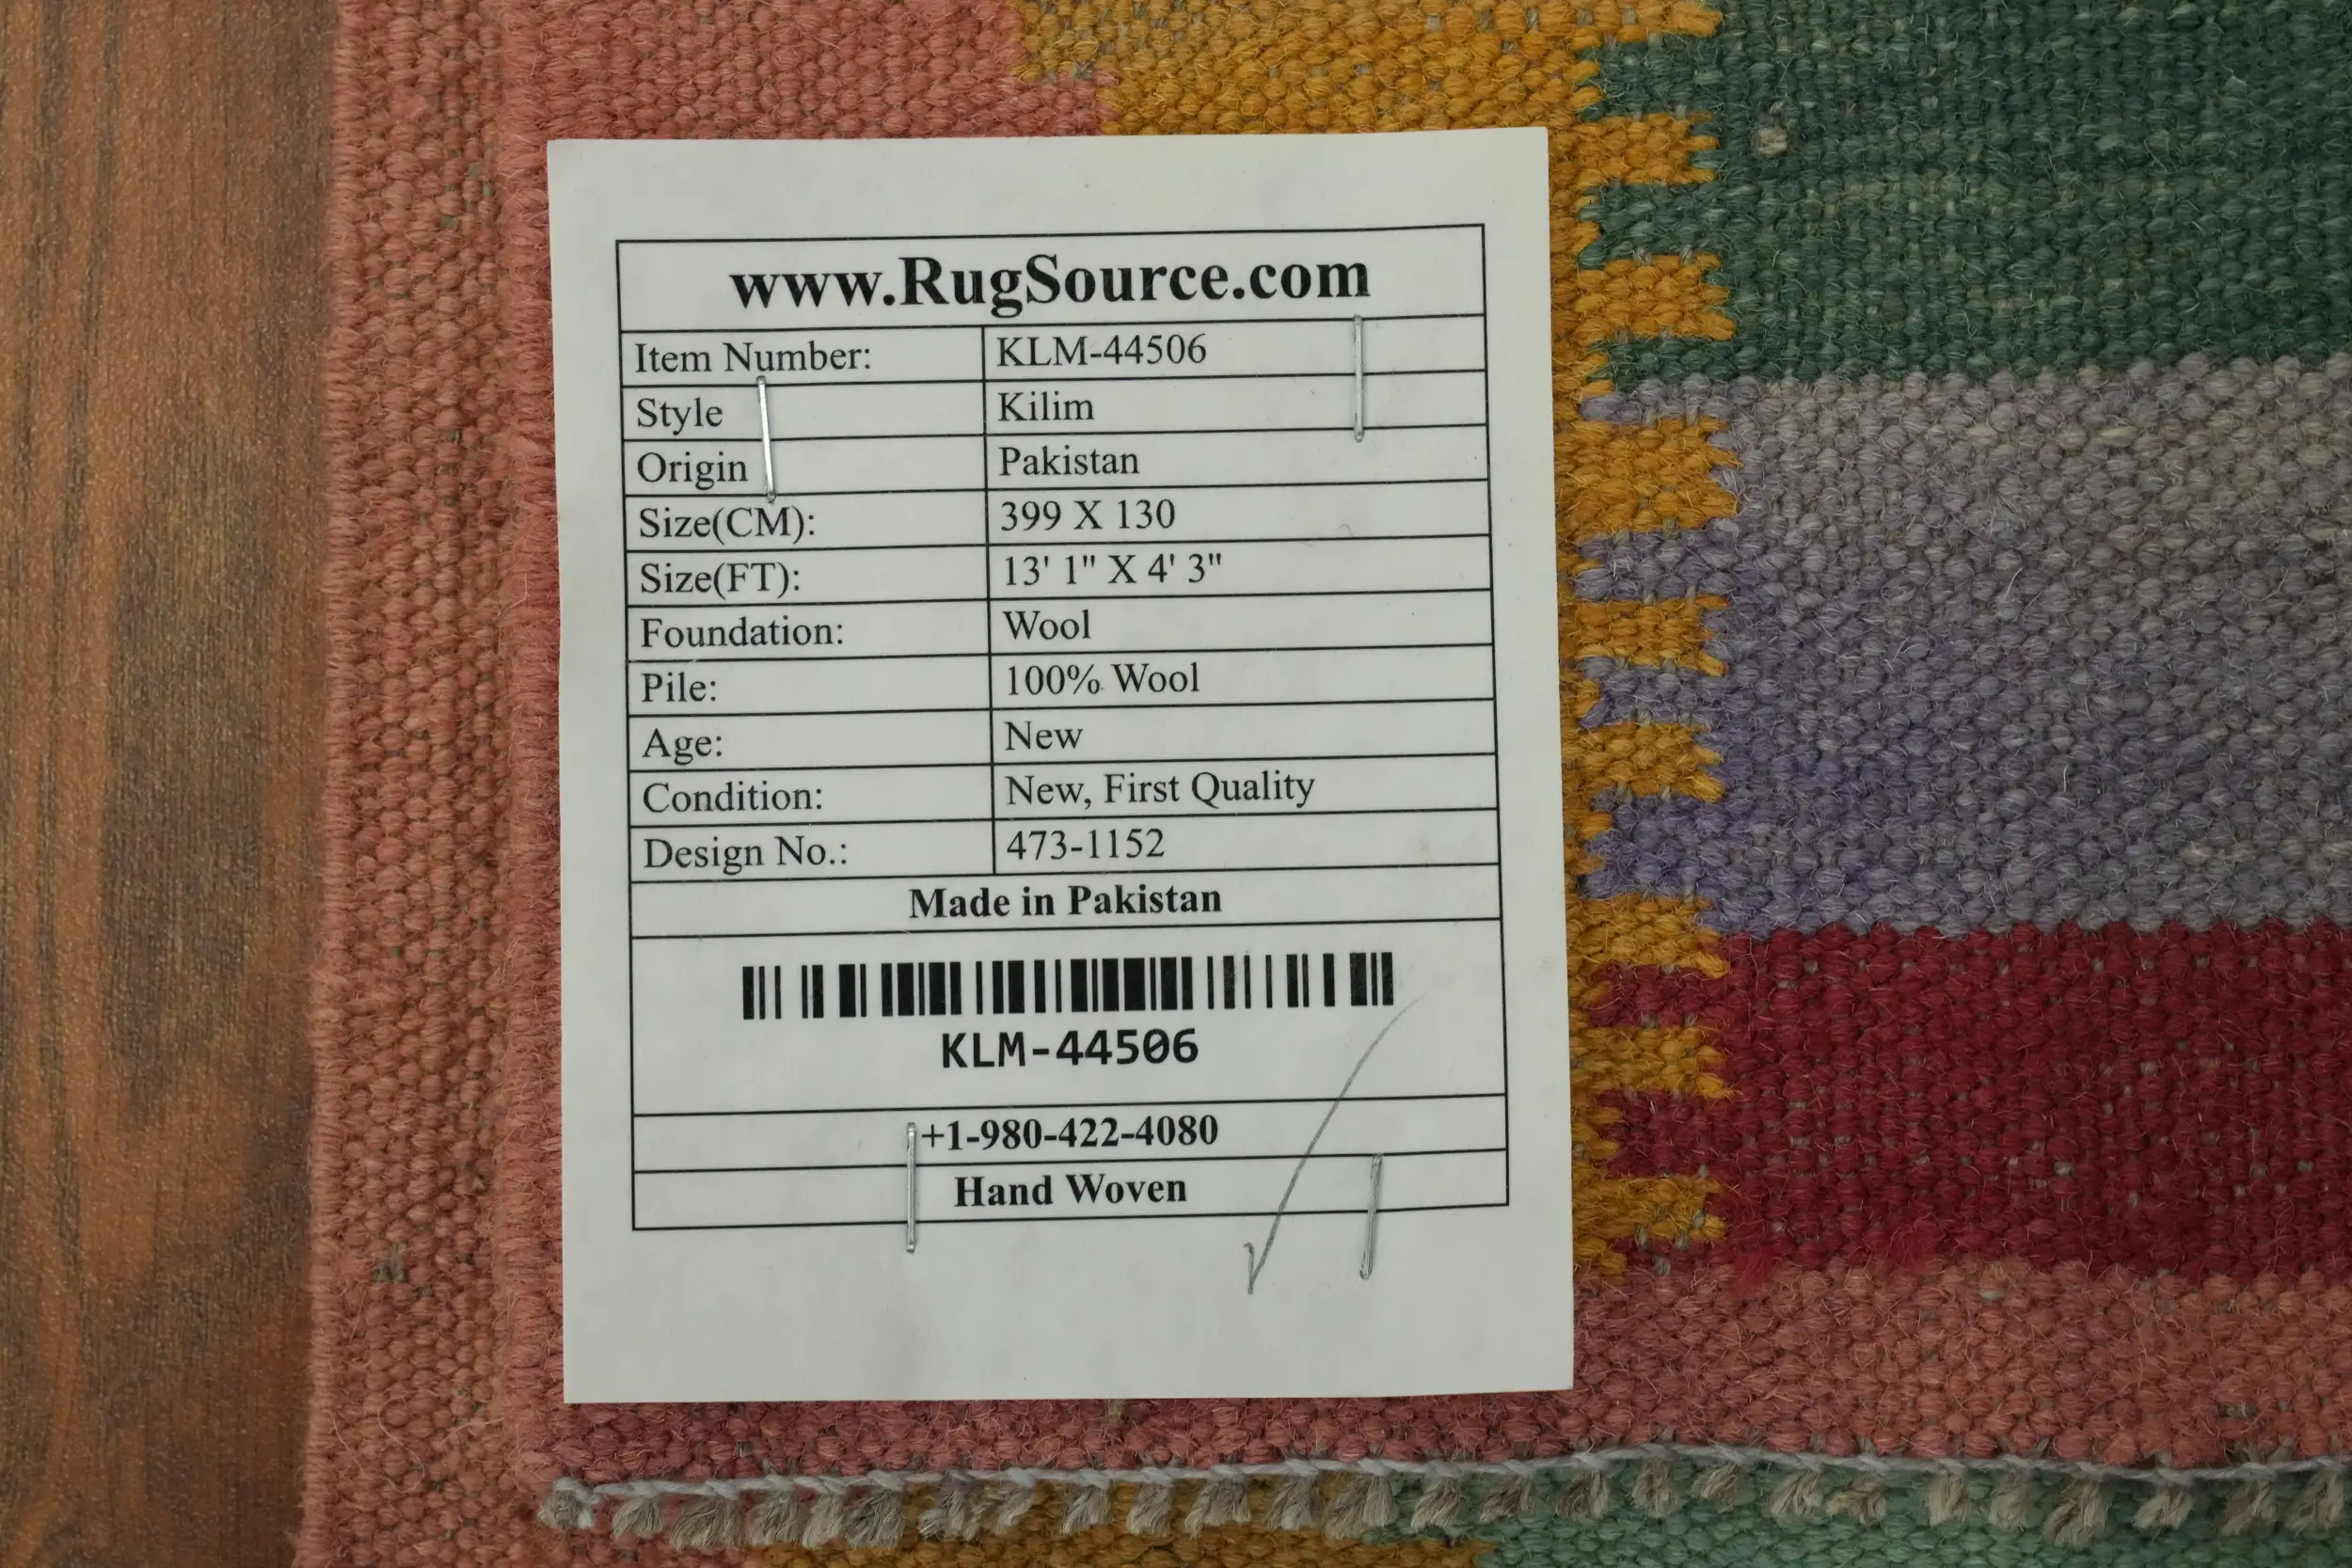 www.RugSource.com
Item Number: KLM-44506
Style Kilim
Origin Pakistan
Size(CM): 399 X 130
Size(FT): 13' 1" X 4' 3"
Foundation: Wool
Pile: 100% Wool
Age: New
Condition: New, First Quality
Design No.: 473-1152
Made in Pakistan
KLM-44506
+1-980-422-4080
Hand Woven